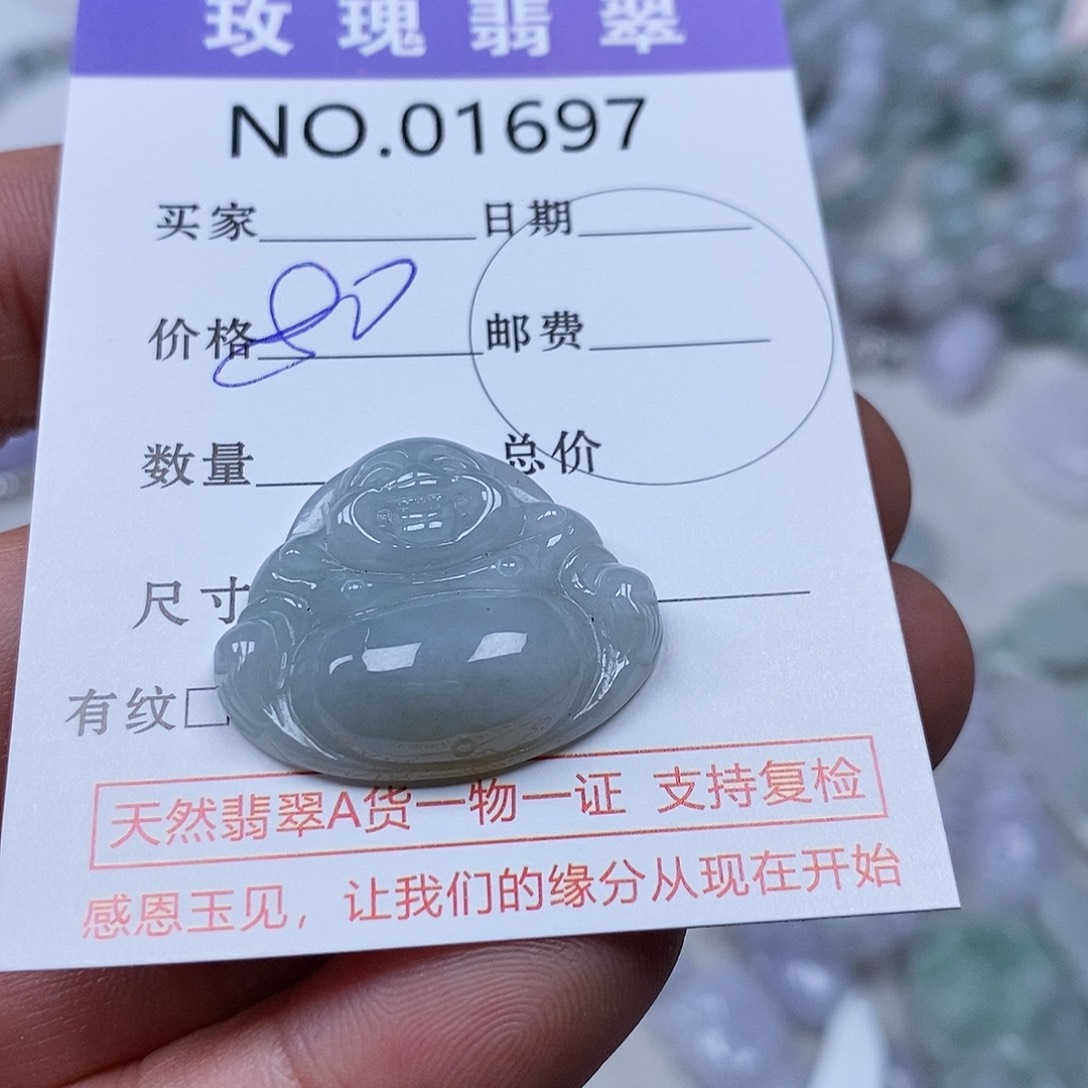 玫瑰翡翠
NO.01697
买家 日期
价格 80 邮费
数量 总价
尺寸
有纹□
天然翡翠A货一物一证 支持复检
感恩玉见，让我们的缘分从现在开始